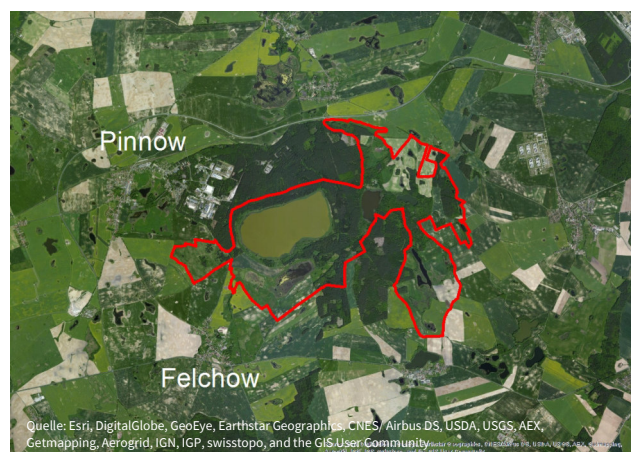 Pinnow
Felchow
Quelle: Esri, DigitalGlobe, GeoEye, Earthstar Geographics, CNES/ Airbus DS, USDA, USGS, AEX,
Getmapping, Aerogrid, IGN, IGP, swisstopo, and the GIS User Community